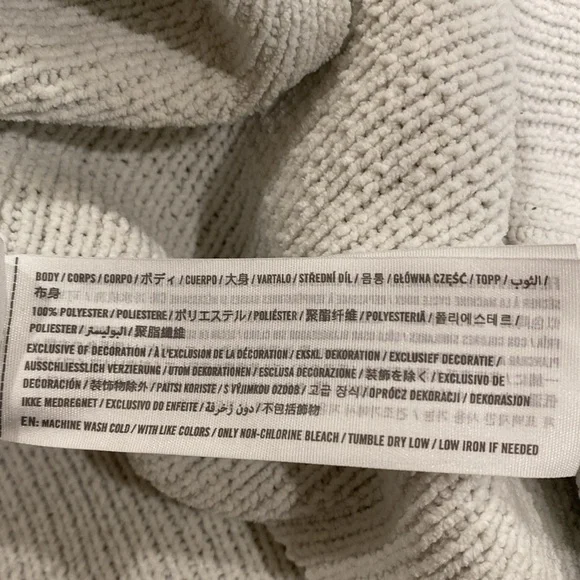 BODY / CORPS / CORPO / ボディ / CUERPO / 大身 / VARTALO / STŘEDNÍ DÍL / 몸통 / GŁÓWNA CZĘŚĆ / TOPP / الثوب /
布身
100% POLYESTER / POLIESTERE / ポリエステル / POLIÉSTER / 聚酯纤维 / POLYESTERIÄ / 폴리에스테르 /
POLIESTER / البوليستر / 聚脂纖維
EXCLUSIVE OF DECORATION / À L'EXCLUSION DE LA DÉCORATION / EKSKL. DEKORATION / EXCLUSIEF DECORATIE /
AUSSCHLIESSLICH VERZIERUNG / UTOM DEKORATIONEN / ESCLUSA DECORAZIONE / 装飾を除く / EXCLUSIVO DE
DECORACIÓN / 装饰物除外 / PAITSI KORISTE / S VÝJIMKOU OZDOB / 고급 장식 / OPRÓCZ DEKORACJI / DEKORASJON
IKKE MEDREGNET / EXCLUSIVO DO ENFEITE / دون زخرفة / 不包括飾物
EN: MACHINE WASH COLD / WITH LIKE COLORS / ONLY NON-CHLORINE BLEACH / TUMBLE DRY LOW / LOW IRON IF NEEDED